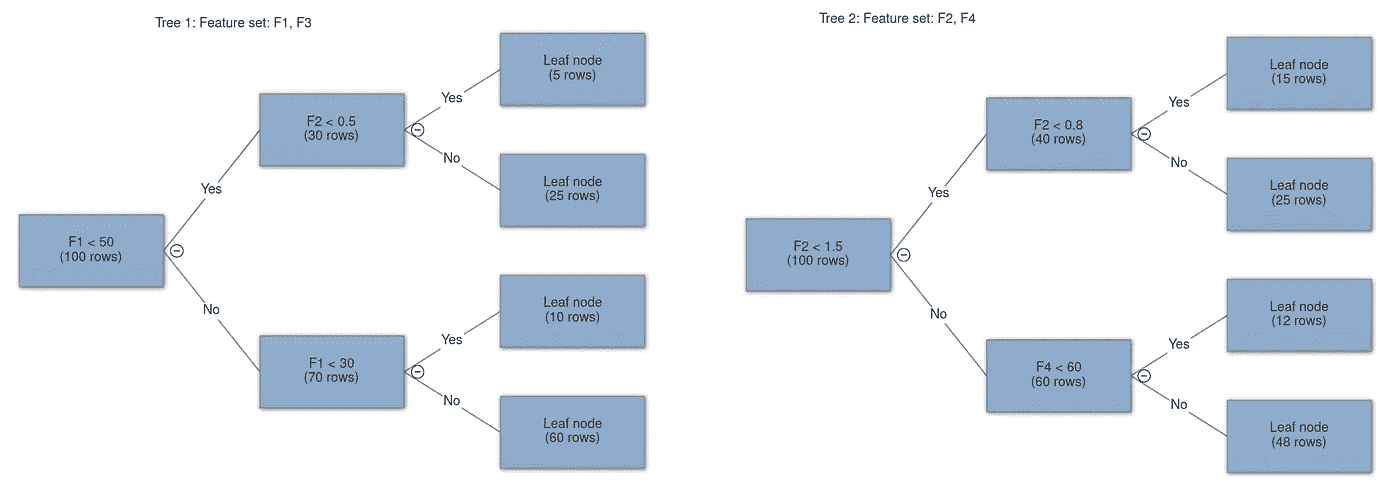 Tree 1: Feature set: F1, F3
F1 < 50
(100 rows)
Yes
No
F2 < 0.5
(30 rows)
Yes
No
Leaf node
(5 rows)
Leaf node
(25 rows)
F1 < 30
(70 rows)
Yes
No
Leaf node
(10 rows)
Leaf node
(60 rows)
Tree 2: Feature set: F2, F4
F2 < 1.5
(100 rows)
Yes
No
F2 < 0.8
(40 rows)
Yes
No
Leaf node
(15 rows)
Leaf node
(25 rows)
F4 < 60
(60 rows)
Yes
No
Leaf node
(12 rows)
Leaf node
(48 rows)